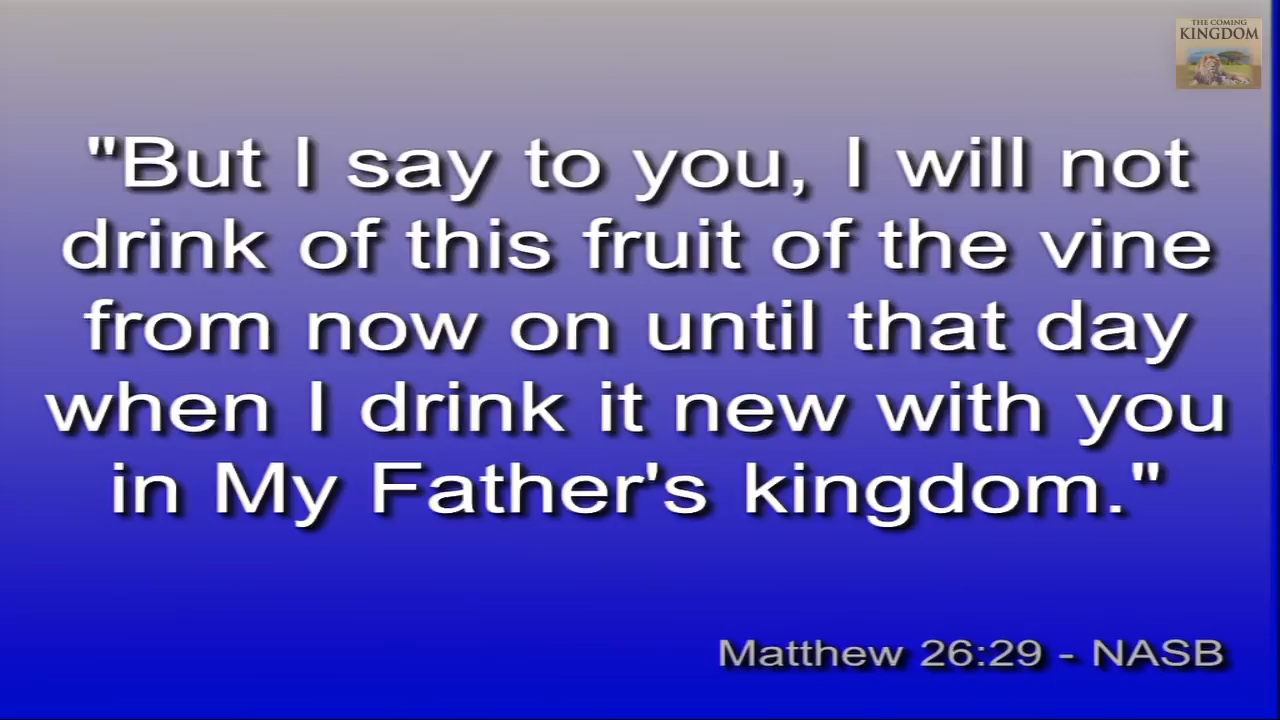 THE COMING
KINGDOM
"But I say to you, I will not
drink of this fruit of the vine
from now on until that day
when I drink it new with you
in My Father's kingdom."
Matthew 26:29 - NASB